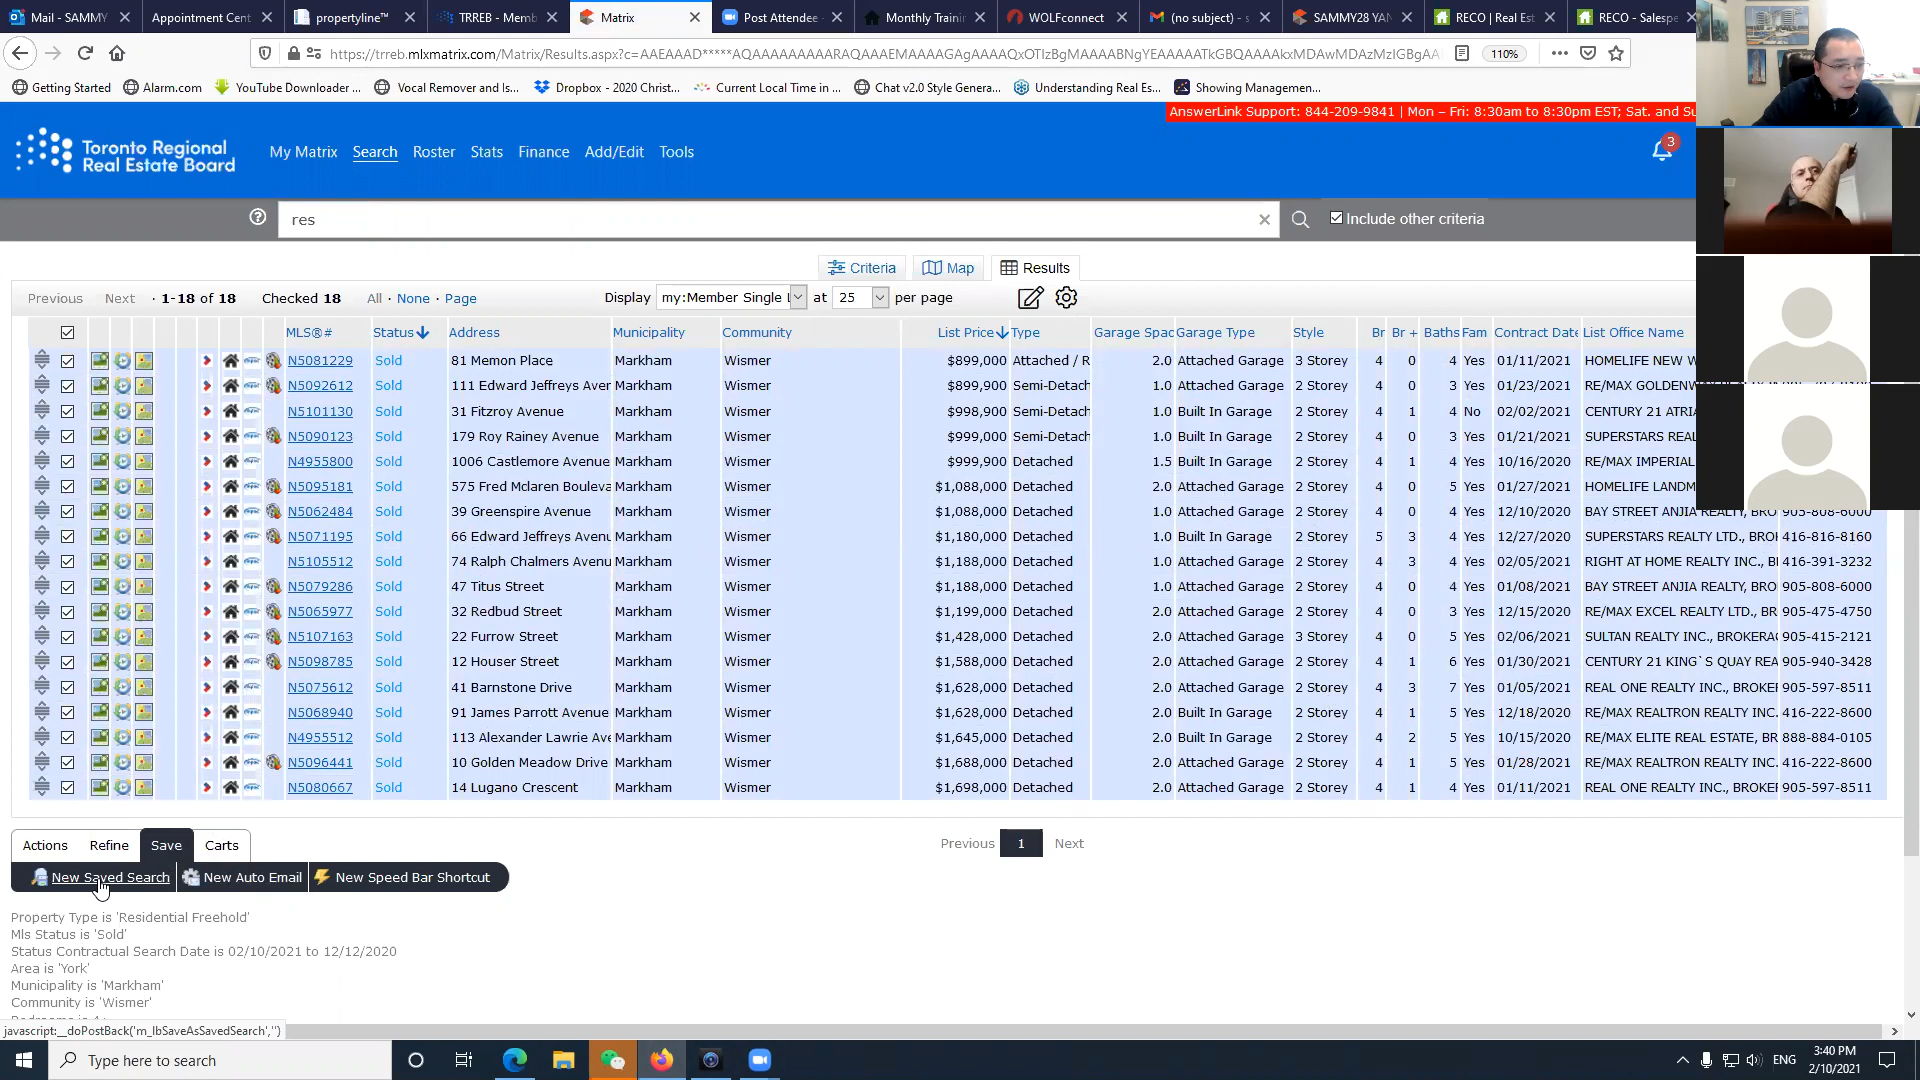 Mail - SAMMY
Appointment Cent
propertyline™
TRREB - Memb
Matrix
Post Attendee -
Monthly Trainin
WOLFconnect
(no subject) - s
SAMMY28 YAN
RECO | Real Est
RECO - Salespe
https://trreb.mlxmatrix.com/Matrix/Results.aspx?c=AAEAAAD*****AQAAAAAAAAARAQAAAEMAAAAGAgAAAAQxOTIzBgMAAAABNgYEAAAAATkGBQAAAAkxMDAwMDAzMzIGBgAA
110%
Getting Started
Alarm.com
YouTube Downloader ...
Vocal Remover and Is...
Dropbox - 2020 Christ...
Current Local Time in ...
Chat v2.0 Style Genera...
Understanding Real Es...
Showing Managemen...
AnswerLink Support: 844-209-9841 | Mon – Fri: 8:30am to 8:30pm EST; Sat. and Su
Toronto Regional
Real Estate Board
My Matrix Search Roster Stats Finance Add/Edit Tools
3
res
Include other criteria
Criteria Map Results
Previous Next · 1-18 of 18 Checked 18 All · None · Page
Display my:Member Single L at 25 per page
MLS®# Status Address Municipality Community List Price Type Garage Spac Garage Type Style Br Br + Baths Fam Contract Date List Office Name
N5081229 Sold 81 Memon Place Markham Wismer $899,000 Attached / R 2.0 Attached Garage 3 Storey 4 0 4 Yes 01/11/2021 HOMELIFE NEW W
N5092612 Sold 111 Edward Jeffreys Aver Markham Wismer $899,900 Semi-Detach 1.0 Attached Garage 2 Storey 4 0 3 Yes 01/23/2021 RE/MAX GOLDENW
N5101130 Sold 31 Fitzroy Avenue Markham Wismer $998,900 Semi-Detach 1.0 Built In Garage 2 Storey 4 1 4 No 02/02/2021 CENTURY 21 ATRIA
N5090123 Sold 179 Roy Rainey Avenue Markham Wismer $999,000 Semi-Detach 1.0 Built In Garage 2 Storey 4 0 3 Yes 01/21/2021 SUPERSTARS REAL
N4955800 Sold 1006 Castlemore Avenue Markham Wismer $999,900 Detached 1.5 Built In Garage 2 Storey 4 1 4 Yes 10/16/2020 RE/MAX IMPERIAL
N5095181 Sold 575 Fred Mclaren Bouleva Markham Wismer $1,088,000 Detached 2.0 Attached Garage 2 Storey 4 0 5 Yes 01/27/2021 HOMELIFE LANDM
N5062484 Sold 39 Greenspire Avenue Markham Wismer $1,088,000 Detached 1.0 Attached Garage 2 Storey 4 0 4 Yes 12/10/2020 BAY STREET ANJIA REALTY, BRO 905-808-6000
N5071195 Sold 66 Edward Jeffreys Avenu Markham Wismer $1,180,000 Detached 1.0 Built In Garage 2 Storey 5 3 4 Yes 12/27/2020 SUPERSTARS REALTY LTD., BROK 416-816-8160
N5105512 Sold 74 Ralph Chalmers Avenu Markham Wismer $1,188,000 Detached 1.0 Attached Garage 2 Storey 4 3 4 Yes 02/05/2021 RIGHT AT HOME REALTY INC., B 416-391-3232
N5079286 Sold 47 Titus Street Markham Wismer $1,188,000 Detached 1.0 Attached Garage 2 Storey 4 0 4 Yes 01/08/2021 BAY STREET ANJIA REALTY, BRO 905-808-6000
N5065977 Sold 32 Redbud Street Markham Wismer $1,199,000 Detached 2.0 Attached Garage 2 Storey 4 0 3 Yes 12/15/2020 RE/MAX EXCEL REALTY LTD., BR 905-475-4750
N5107163 Sold 22 Furrow Street Markham Wismer $1,428,000 Detached 2.0 Attached Garage 3 Storey 4 0 5 Yes 02/06/2021 SULTAN REALTY INC., BROKERAG 905-415-2121
N5098785 Sold 12 Houser Street Markham Wismer $1,588,000 Detached 2.0 Attached Garage 2 Storey 4 1 6 Yes 01/30/2021 CENTURY 21 KING`S QUAY REA 905-940-3428
N5075612 Sold 41 Barnstone Drive Markham Wismer $1,628,000 Detached 2.0 Attached Garage 2 Storey 4 3 7 Yes 01/05/2021 REAL ONE REALTY INC., BROKEF 905-597-8511
N5068940 Sold 91 James Parrott Avenue Markham Wismer $1,628,000 Detached 2.0 Built In Garage 2 Storey 4 1 5 Yes 12/18/2020 RE/MAX REALTRON REALTY INC. 416-222-8600
N4955512 Sold 113 Alexander Lawrie Ave Markham Wismer $1,645,000 Detached 2.0 Built In Garage 2 Storey 4 2 5 Yes 10/15/2020 RE/MAX ELITE REAL ESTATE, BR 888-884-0105
N5096441 Sold 10 Golden Meadow Drive Markham Wismer $1,688,000 Detached 2.0 Attached Garage 2 Storey 4 1 5 Yes 01/28/2021 RE/MAX REALTRON REALTY INC. 416-222-8600
N5080667 Sold 14 Lugano Crescent Markham Wismer $1,698,000 Detached 2.0 Attached Garage 2 Storey 4 1 4 Yes 01/11/2021 REAL ONE REALTY INC., BROKEF 905-597-8511
Actions Refine Save Carts
Previous 1 Next
New Saved Search New Auto Email New Speed Bar Shortcut
Property Type is 'Residential Freehold'
Mls Status is 'Sold'
Status Contractual Search Date is 02/10/2021 to 12/12/2020
Area is 'York'
Municipality is 'Markham'
Community is 'Wismer'
javascript:__doPostBack('m_lbSaveAsSavedSearch','')
Type here to search
ENG
3:40 PM
2/10/2021